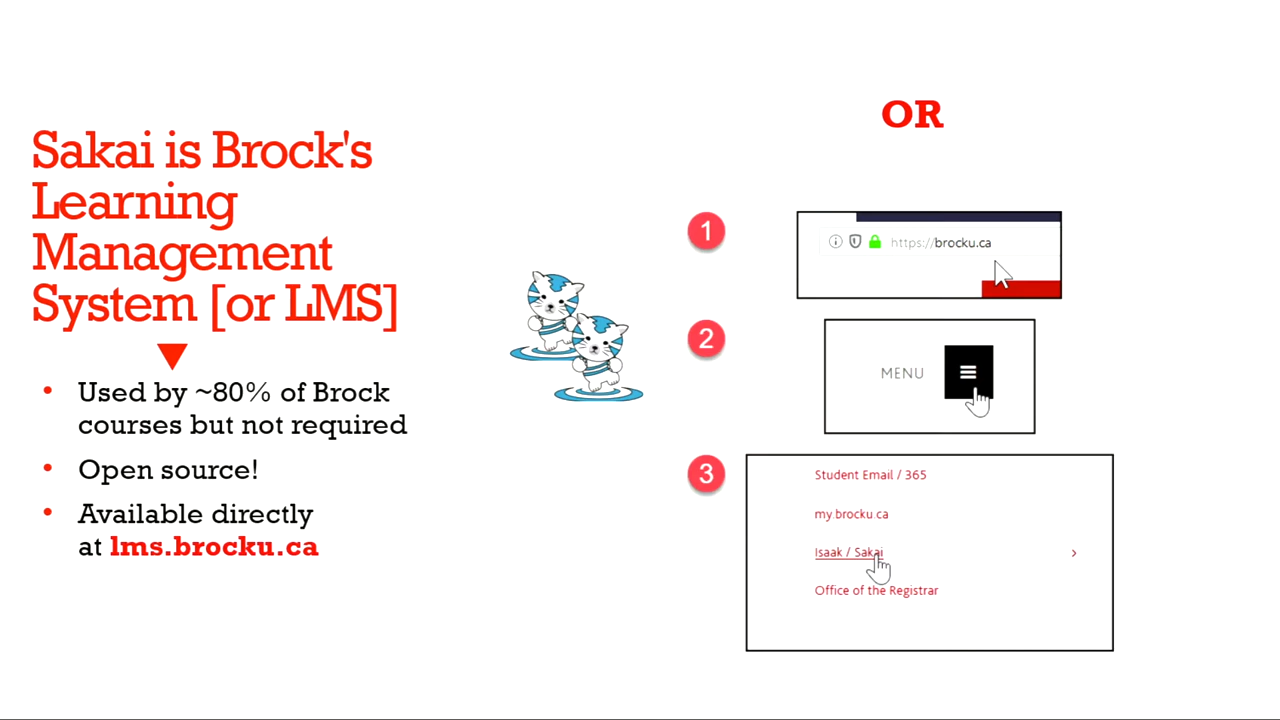 Sakai is Brock's
Learning
Management
System [or LMS]
• Used by ~80% of Brock
courses but not required
• Open source!
• Available directly
at lms.brocku.ca
OR
1
https://brocku.ca
2
MENU
3
Student Email / 365
my.brocku.ca
Isaak / Sakai
Office of the Registrar